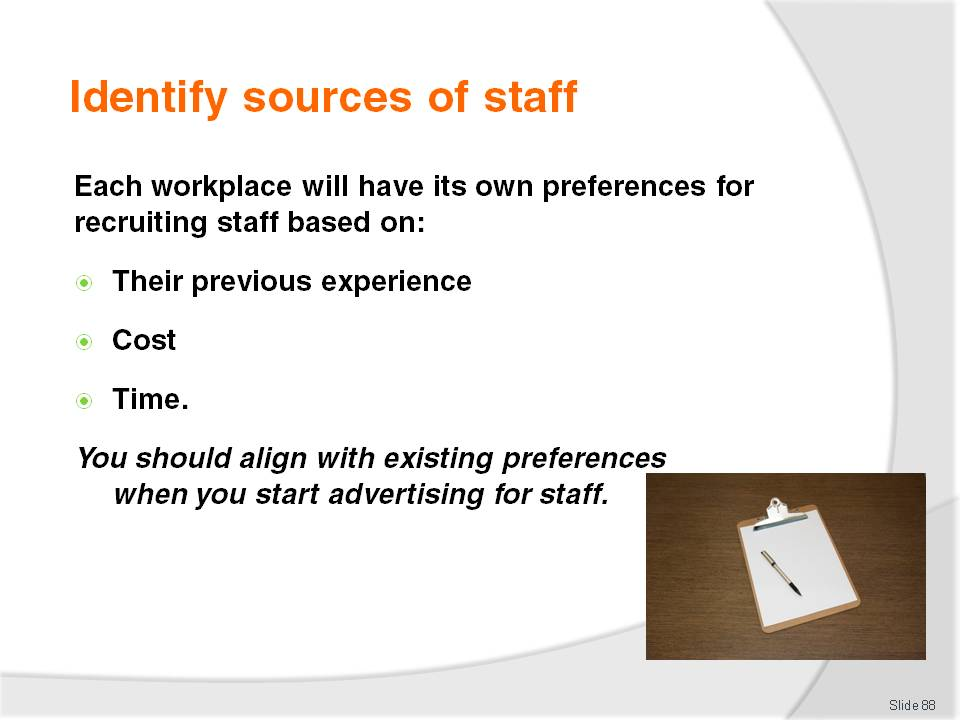 Identify sources of staff
Each workplace will have its own preferences for
recruiting staff based on:
Their previous experience
Cost
Time.
You should align with existing preferences
when you start advertising for staff.
Slide 88